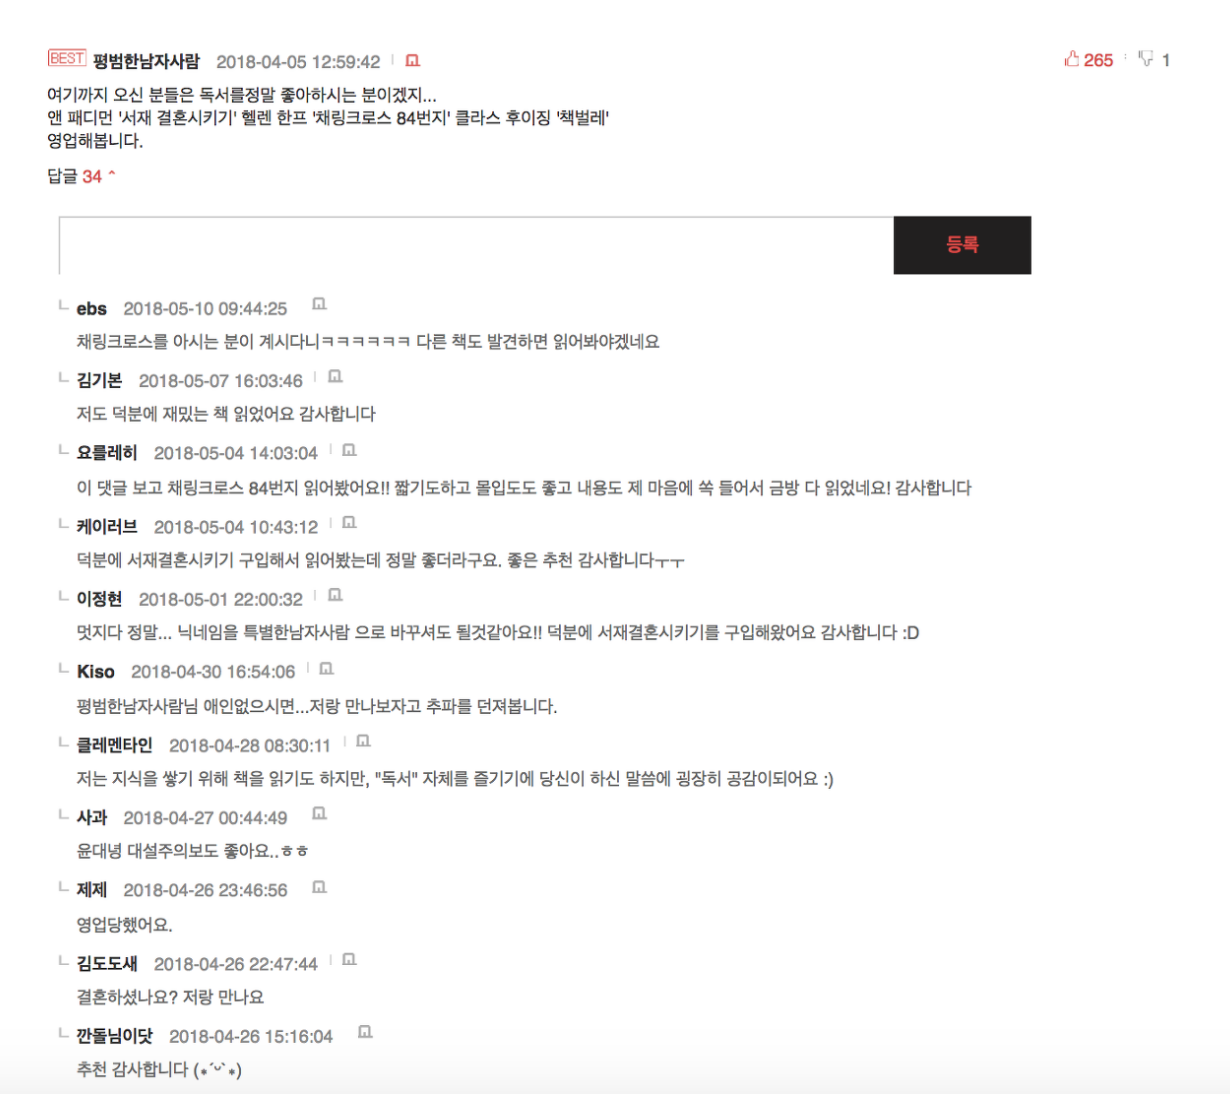 BEST 평범한남자사람 2018-04-05 12:59:42 265 1
여기까지 오신 분들은 독서를정말 좋아하시는 분이겠지...
앤 패디먼 '서재 결혼시키기' 헬렌 한프 '채링크로스 84번지' 클라스 후이징 '책벌레'
영업해봅니다.
답글 34
등록
ebs 2018-05-10 09:44:25
채링크로스를 아시는 분이 계시다니ㅋㅋㅋㅋㅋㅋ 다른 책도 발견하면 읽어봐야겠네요
김기본 2018-05-07 16:03:46
저도 덕분에 재밌는 책 읽었어요 감사합니다
요를레히 2018-05-04 14:03:04
이 댓글 보고 채링크로스 84번지 읽어봤어요!! 짧기도하고 몰입도도 좋고 내용도 제 마음에 쏙 들어서 금방 다 읽었네요! 감사합니다
케이러브 2018-05-04 10:43:12
덕분에 서재결혼시키기 구입해서 읽어봤는데 정말 좋더라구요. 좋은 추천 감사합니다ㅜㅜ
이정현 2018-05-01 22:00:32
멋지다 정말... 닉네임을 특별한남자사람 으로 바꾸셔도 될것같아요!! 덕분에 서재결혼시키기를 구입해왔어요 감사합니다 :D
Kiso 2018-04-30 16:54:06
평범한남자사람님 애인없으시면...저랑 만나보자고 추파를 던져봅니다.
클레멘타인 2018-04-28 08:30:11
저는 지식을 쌓기 위해 책을 읽기도 하지만, "독서" 자체를 즐기기에 당신이 하신 말씀에 굉장히 공감이되어요 :)
사과 2018-04-27 00:44:49
윤대녕 대설주의보도 좋아요..ㅎㅎ
제제 2018-04-26 23:46:56
영업당했어요.
김도도새 2018-04-26 22:47:44
결혼하셨나요? 저랑 만나요
깐돌님이닷 2018-04-26 15:16:04
추천 감사합니다 (⁎˃ᴗ˂⁎)